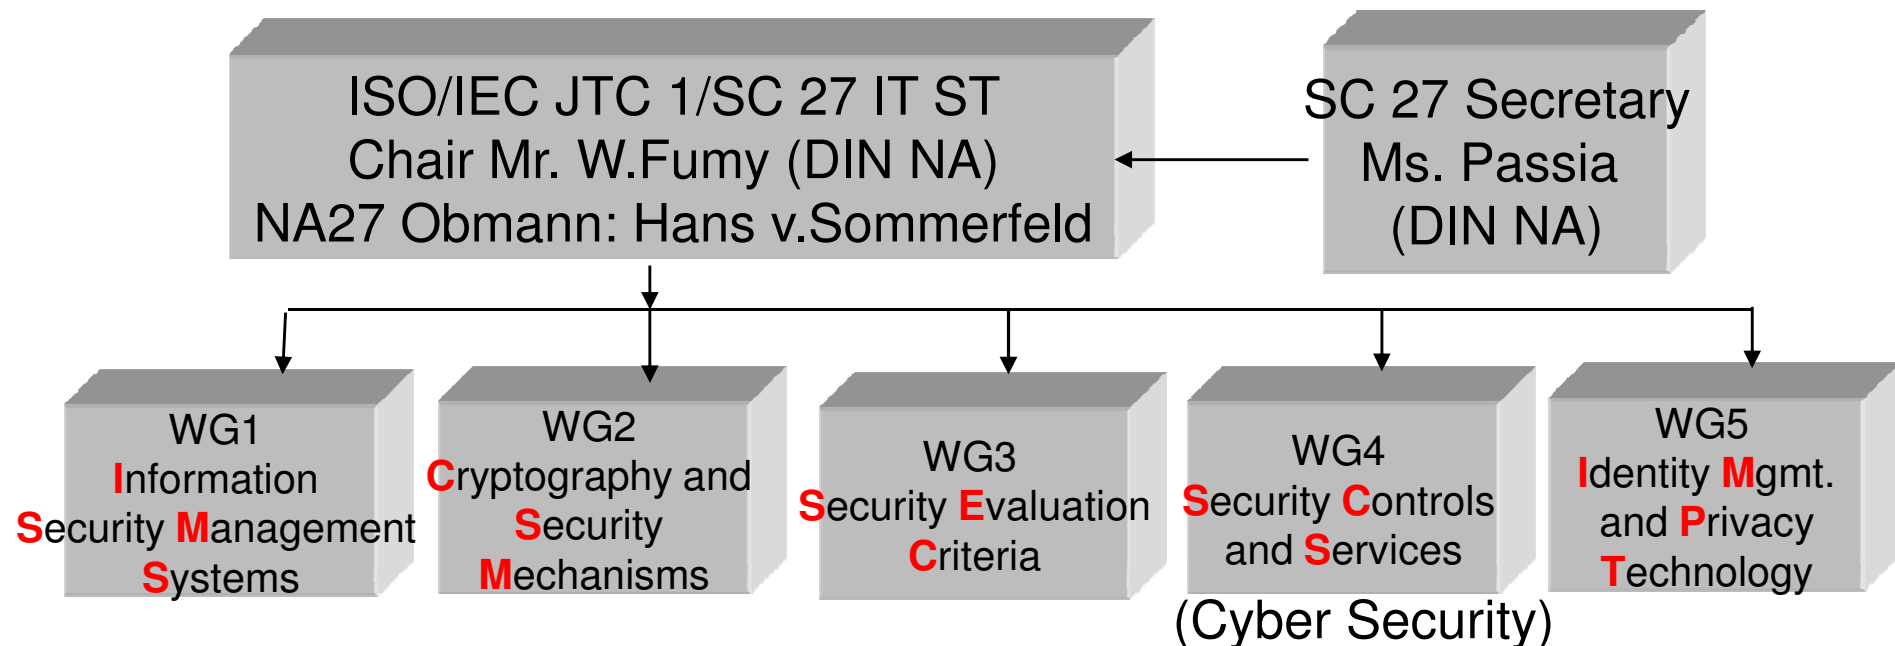 ISO/IEC JTC 1/SC 27 IT ST
Chair Mr. W.Fumy (DIN NA)
NA27 Obmann: Hans v.Sommerfeld
SC 27 Secretary
Ms. Passia
(DIN NA)
WG1
Information
Security Management
Systems
WG2
Cryptography and
Security
Mechanisms
WG3
Security Evaluation
Criteria
WG4
Security Controls
and Services
(Cyber Security)
WG5
Identity Mgmt.
and Privacy
Technology